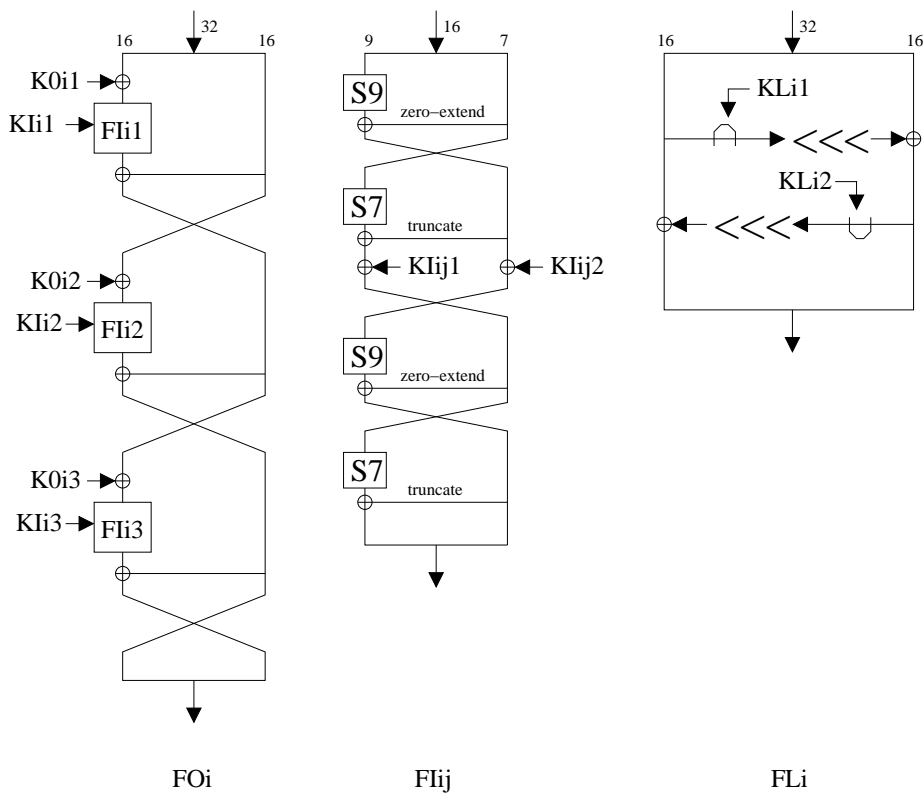 32
16 16
K0i1
KIi1
FIi1
K0i2
KIi2
FIi2
K0i3
KIi3
FIi3
FOi
16
9 7
S9
zero-extend
S7
truncate
KIij1 KIij2
S9
zero-extend
S7
truncate
FIij
32
16 16
KLi1
<<<
KLi2
<<<
FLi